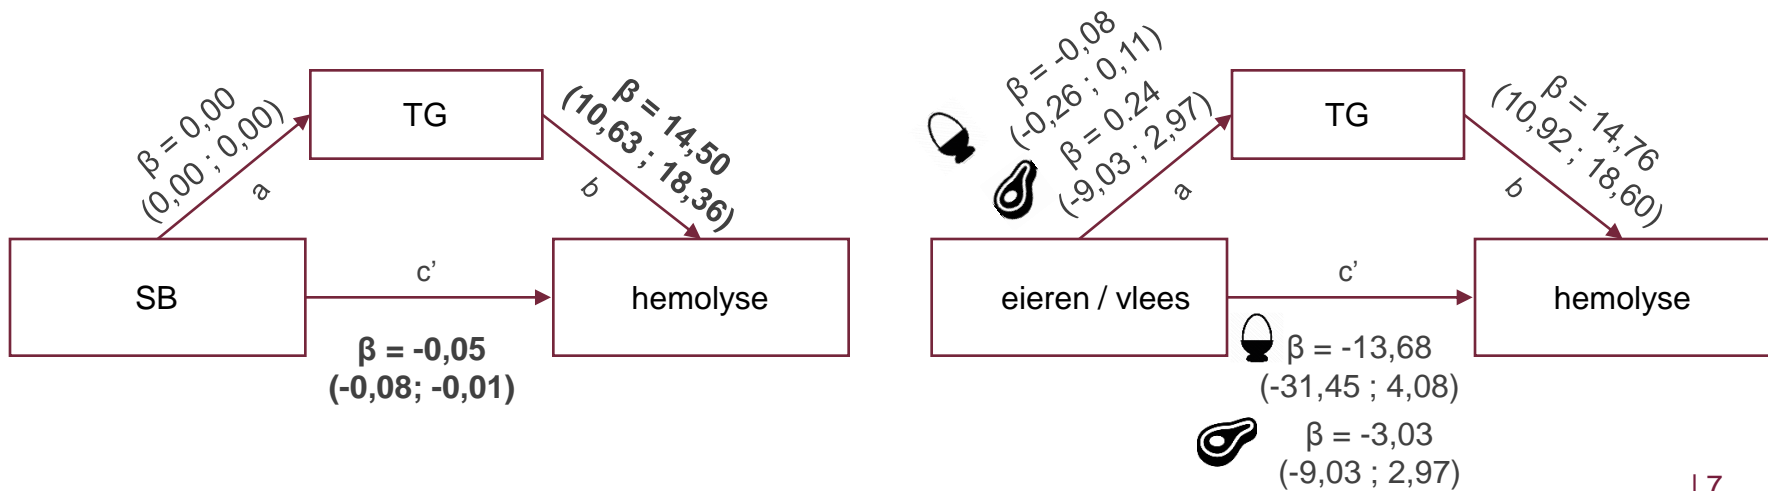 β = 0,00
(0,00 ; 0,00)
a
TG
β = 14,50
(10,63 ; 18,36)
b
SB
c’
hemolyse
β = -0,05
(-0,08; -0,01)
β = -0,08
(-0,26 ; 0,11)
β = 0.24
(-9,03 ; 2,97)
a
TG
β = 14,76
(10,92 ; 18,60)
b
eieren / vlees
c’
hemolyse
β = -13,68
(-31,45 ; 4,08)
β = -3,03
(-9,03 ; 2,97)
| 7